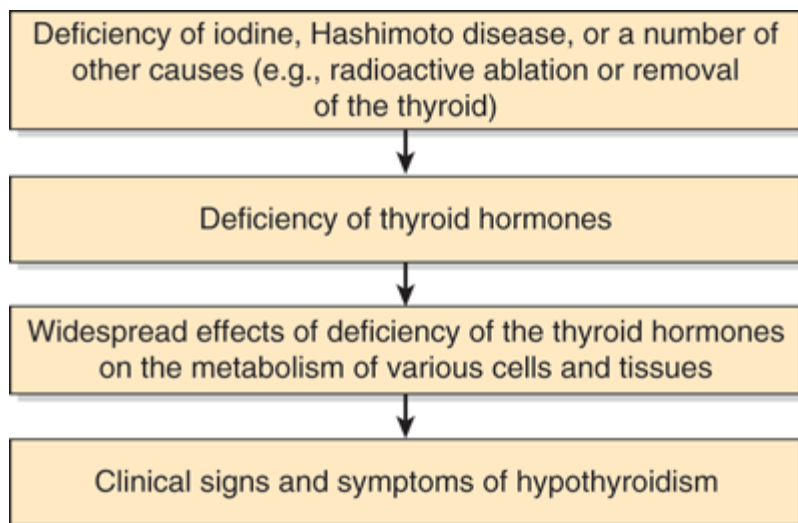 Deficiency of iodine, Hashimoto disease, or a number of
other causes (e.g., radioactive ablation or removal
of the thyroid)
Deficiency of thyroid hormones
Widespread effects of deficiency of the thyroid hormones
on the metabolism of various cells and tissues
Clinical signs and symptoms of hypothyroidism